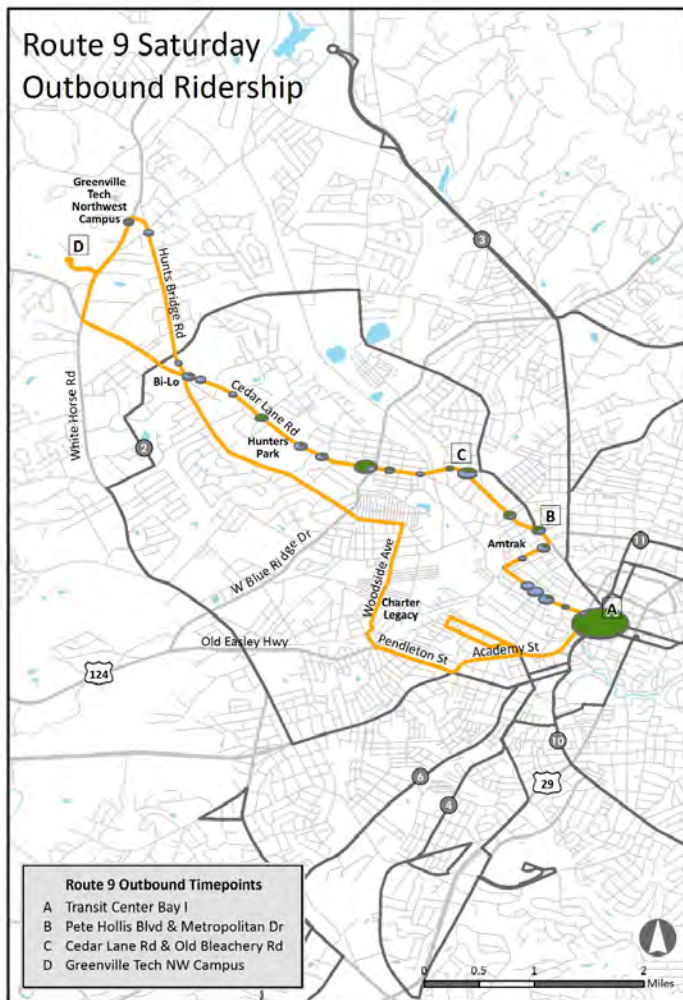 Route 9 Saturday
Outbound Ridership
Greenville
Tech
Northwest
Campus
D
3
Hunts Bridge Rd
Bi-Lo
White Horse Rd
Cedar Lane Rd
2
Hunters
Park
C
B
Amtrak
11
W Blue Ridge Dr
Woodside Ave
A
Charter
Legacy
Old Easley Hwy
Pendleton St
Academy St
124
10
6
29
4
Route 9 Outbound Timepoints
A Transit Center Bay I
B Pete Hollis Blvd & Metropolitan Dr
C Cedar Lane Rd & Old Bleachery Rd
D Greenville Tech NW Campus
0 0.5 1 2
Miles